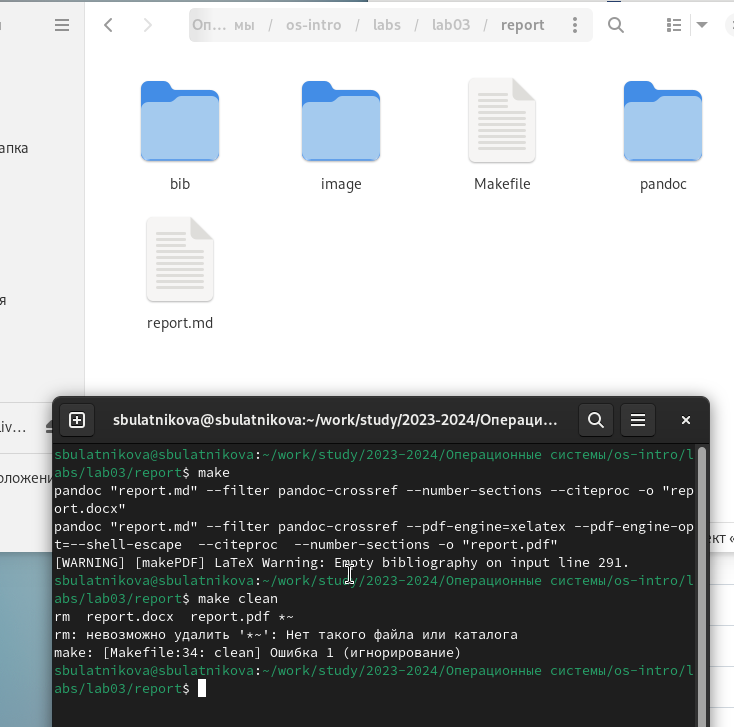 Оп… мы / os-intro / labs / lab03 / report
апка
bib
image
Makefile
pandoc
я
report.md
iv…
оложени
ект «
sbulatnikova@sbulatnikova:~/work/study/2023-2024/Операци…
sbulatnikova@sbulatnikova:~/work/study/2023-2024/Операционные системы/os-intro/l
abs/lab03/report$ make
pandoc "report.md" --filter pandoc-crossref --number-sections --citeproc -o "rep
ort.docx"
pandoc "report.md" --filter pandoc-crossref --pdf-engine=xelatex --pdf-engine-op
t=--shell-escape  --citeproc  --number-sections -o "report.pdf"
[WARNING] [makePDF] LaTeX Warning: Empty bibliography on input line 291.
sbulatnikova@sbulatnikova:~/work/study/2023-2024/Операционные системы/os-intro/l
abs/lab03/report$ make clean
rm  report.docx  report.pdf *~
rm: невозможно удалить '*~': Нет такого файла или каталога
make: [Makefile:34: clean] Ошибка 1 (игнорирование)
sbulatnikova@sbulatnikova:~/work/study/2023-2024/Операционные системы/os-intro/l
abs/lab03/report$